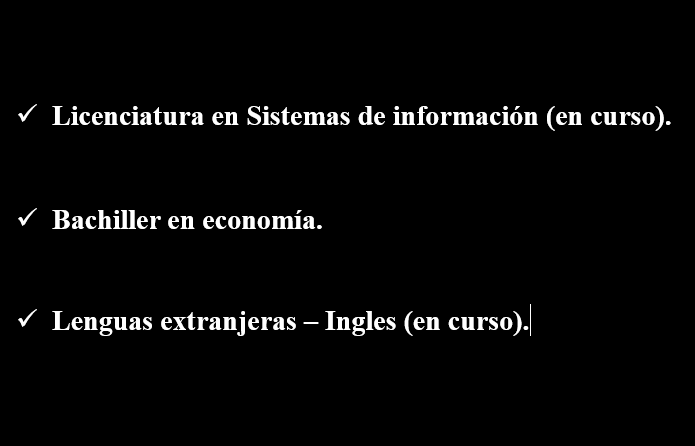 ✓ Licenciatura en Sistemas de información (en curso).
✓ Bachiller en economía.
✓ Lenguas extranjeras – Ingles (en curso).